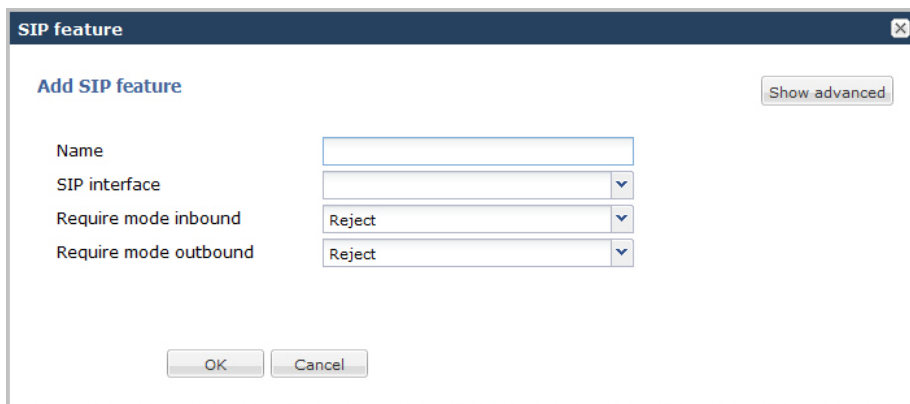 SIP feature
Add SIP feature
Show advanced
Name
SIP interface
Require mode inbound Reject
Require mode outbound Reject
OK Cancel